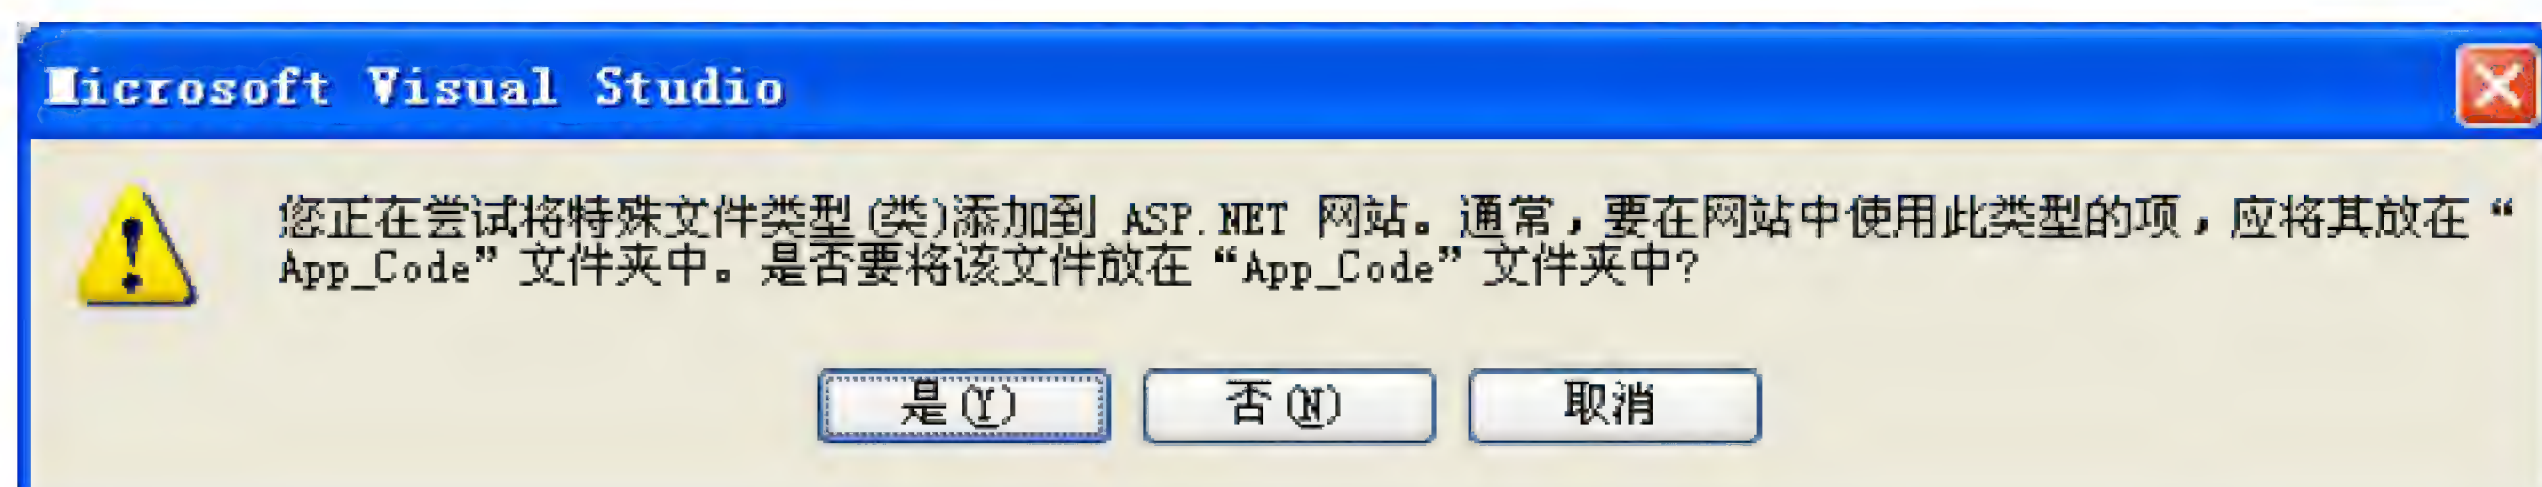 Microsoft Visual Studio
您正在尝试将特殊文件类型(类)添加到 ASP.NET 网站。通常，要在网站中使用此类型的项，应将其放在“
App_Code”文件夹中。是否要将该文件放在“App_Code”文件夹中?
是(Y) 否(N) 取消